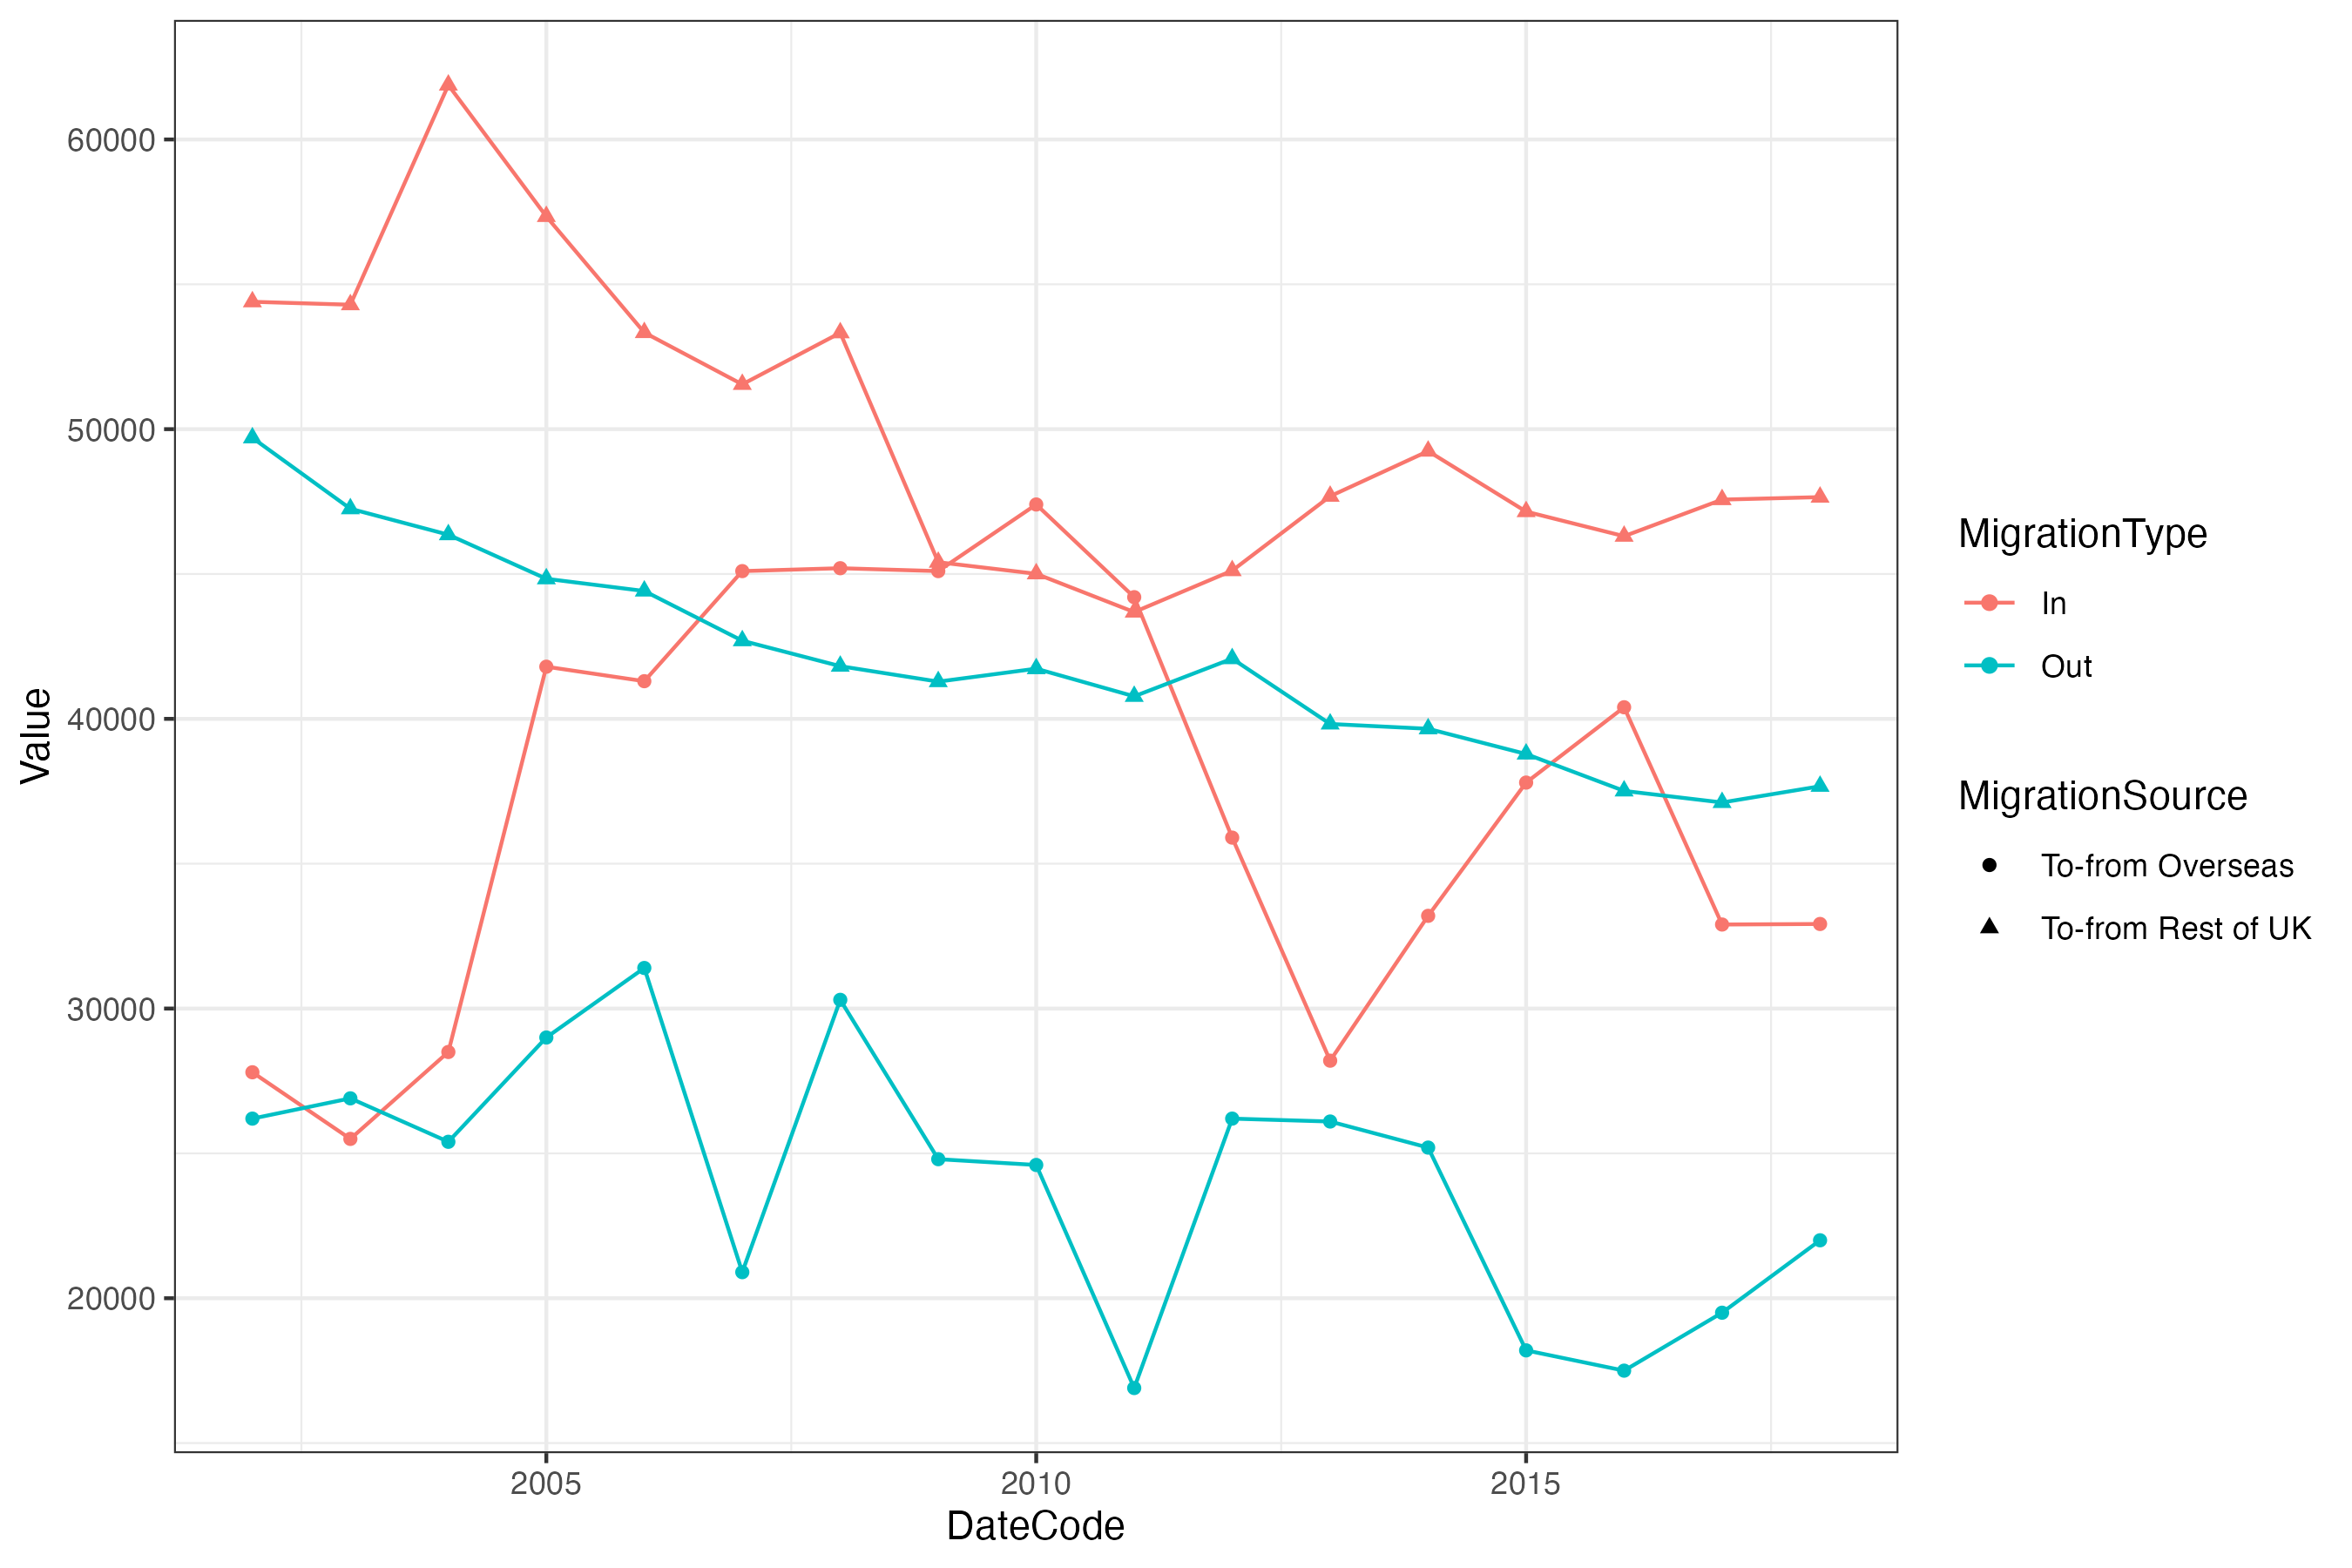 60000
50000
40000
30000
20000
Value
2005 2010 2015
DateCode
MigrationType
In
Out
MigrationSource
To-from Overseas
To-from Rest of UK